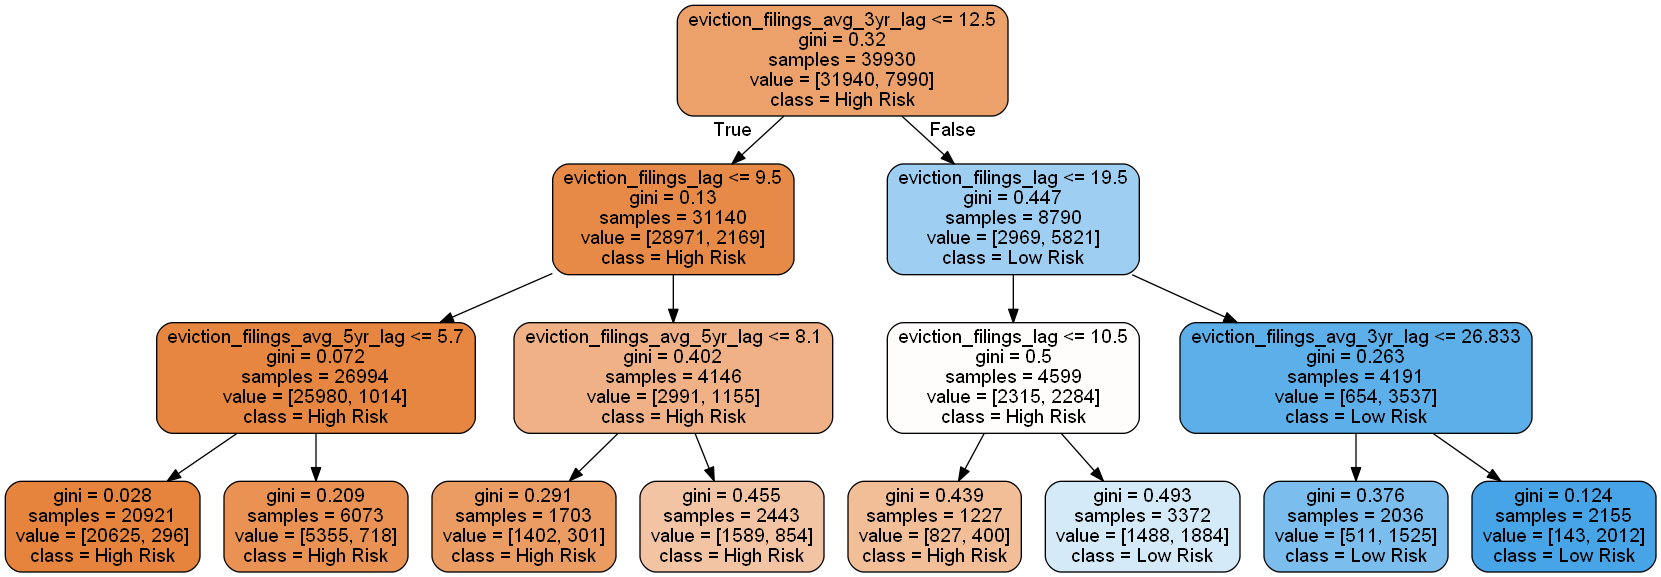 eviction_filings_avg_3yr_lag <= 12.5
gini = 0.32
samples = 39930
value = [31940, 7990]
class = High Risk
True
False
eviction_filings_lag <= 9.5
gini = 0.13
samples = 31140
value = [28971, 2169]
class = High Risk
eviction_filings_lag <= 19.5
gini = 0.447
samples = 8790
value = [2969, 5821]
class = Low Risk
eviction_filings_avg_5yr_lag <= 5.7
gini = 0.072
samples = 26994
value = [25980, 1014]
class = High Risk
eviction_filings_avg_5yr_lag <= 8.1
gini = 0.402
samples = 4146
value = [2991, 1155]
class = High Risk
eviction_filings_lag <= 10.5
gini = 0.5
samples = 4599
value = [2315, 2284]
class = High Risk
eviction_filings_avg_3yr_lag <= 26.833
gini = 0.263
samples = 4191
value = [654, 3537]
class = Low Risk
gini = 0.028
samples = 20921
value = [20625, 296]
class = High Risk
gini = 0.209
samples = 6073
value = [5355, 718]
class = High Risk
gini = 0.291
samples = 1703
value = [1402, 301]
class = High Risk
gini = 0.455
samples = 2443
value = [1589, 854]
class = High Risk
gini = 0.439
samples = 1227
value = [827, 400]
class = High Risk
gini = 0.493
samples = 3372
value = [1488, 1884]
class = Low Risk
gini = 0.376
samples = 2036
value = [511, 1525]
class = Low Risk
gini = 0.124
samples = 2155
value = [143, 2012]
class = Low Risk